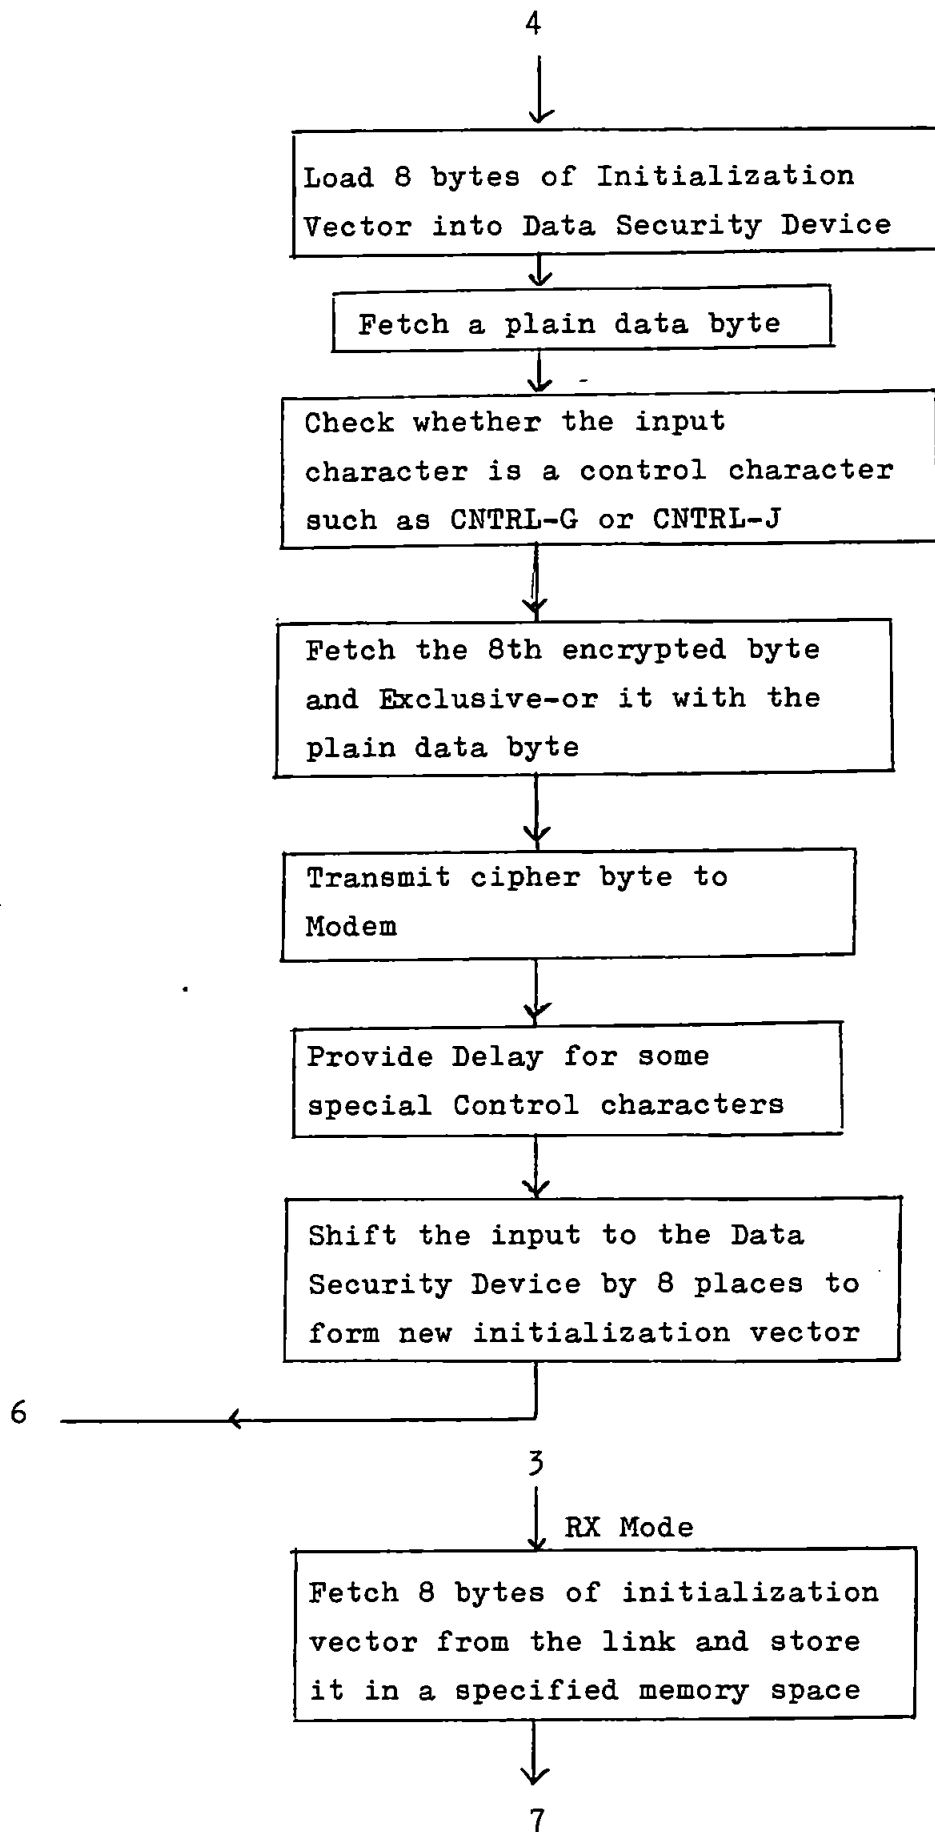 4
Load 8 bytes of Initialization
Vector into Data Security Device
Fetch a plain data byte
Check whether the input
character is a control character
such as CNTRL-G or CNTRL-J
Fetch the 8th encrypted byte
and Exclusive-or it with the
plain data byte
Transmit cipher byte to
Modem
Provide Delay for some
special Control characters
Shift the input to the Data
Security Device by 8 places to
form new initialization vector
6
3
RX Mode
Fetch 8 bytes of initialization
vector from the link and store
it in a specified memory space
7